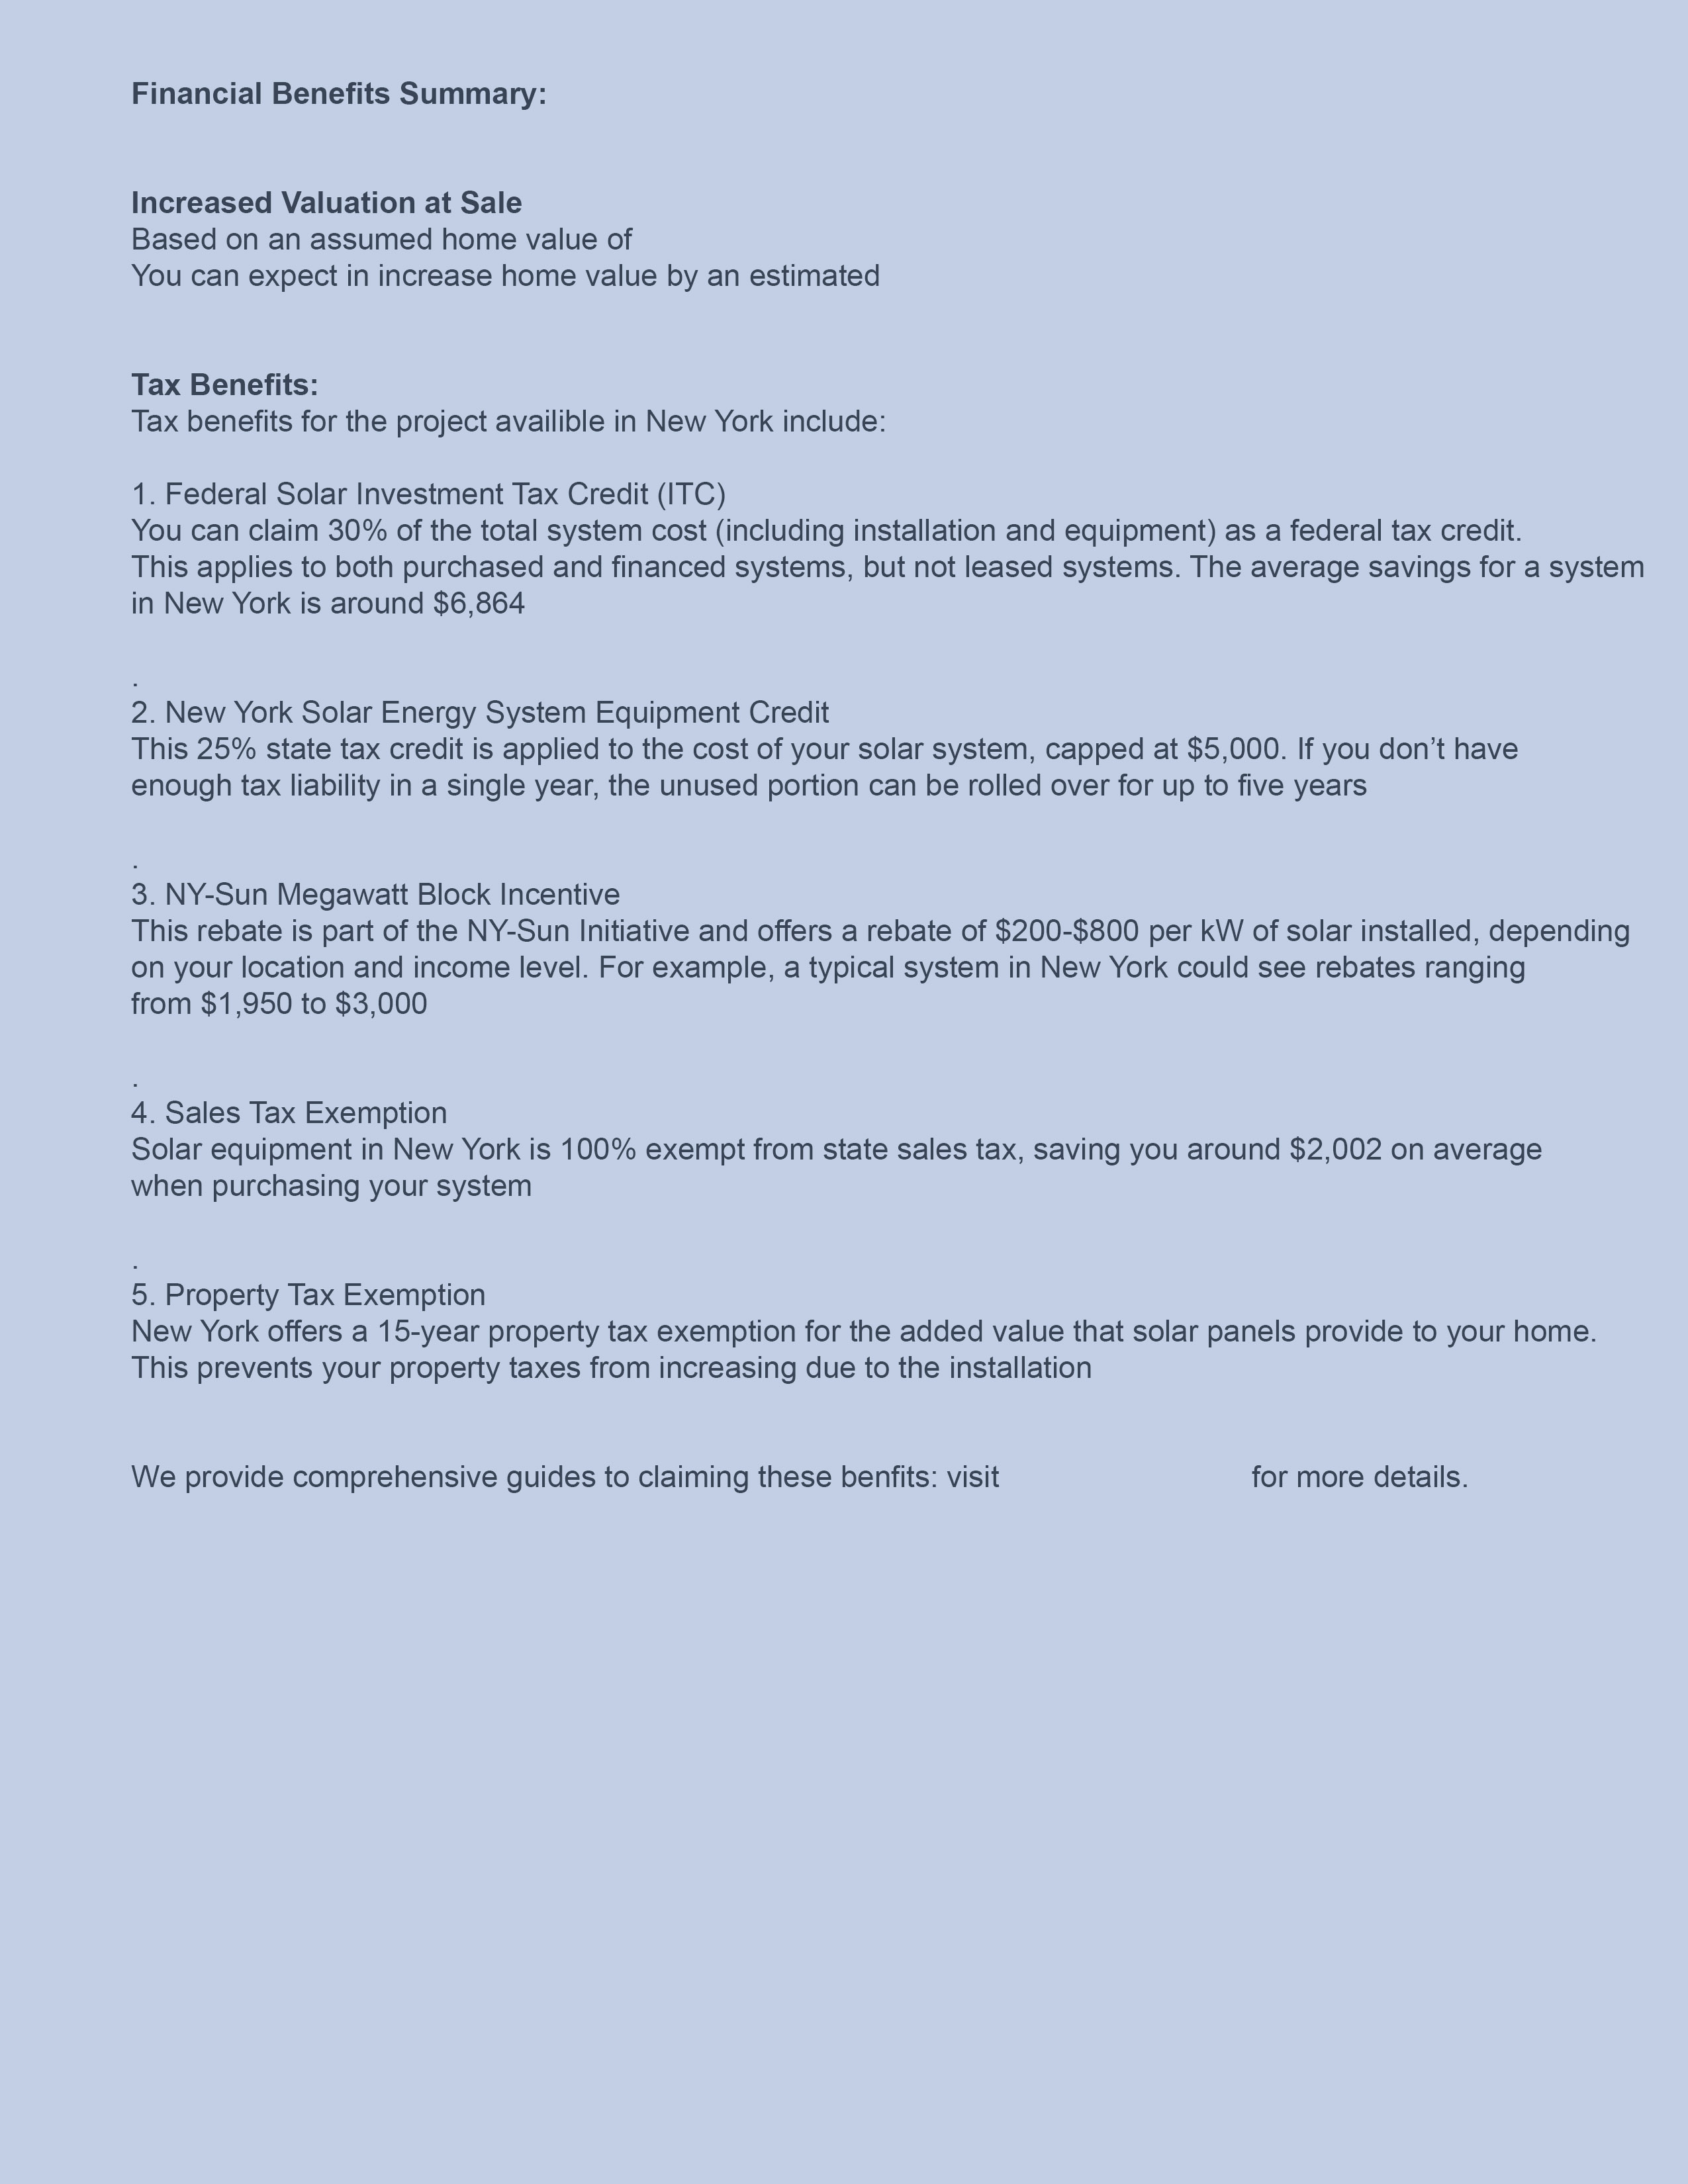 Financial Benefits Summary:
Increased Valuation at Sale
Based on an assumed home value of
You can expect in increase home value by an estimated
Tax Benefits:
Tax benefits for the project availible in New York include:
1. Federal Solar Investment Tax Credit (ITC)
You can claim 30% of the total system cost (including installation and equipment) as a federal tax credit.
This applies to both purchased and financed systems, but not leased systems. The average savings for a system
in New York is around $6,864
.
2. New York Solar Energy System Equipment Credit
This 25% state tax credit is applied to the cost of your solar system, capped at $5,000. If you don’t have
enough tax liability in a single year, the unused portion can be rolled over for up to five years
.
3. NY-Sun Megawatt Block Incentive
This rebate is part of the NY-Sun Initiative and offers a rebate of $200-$800 per kW of solar installed, depending
on your location and income level. For example, a typical system in New York could see rebates ranging
from $1,950 to $3,000
.
4. Sales Tax Exemption
Solar equipment in New York is 100% exempt from state sales tax, saving you around $2,002 on average
when purchasing your system
.
5. Property Tax Exemption
New York offers a 15-year property tax exemption for the added value that solar panels provide to your home.
This prevents your property taxes from increasing due to the installation
We provide comprehensive guides to claiming these benfits: visit for more details.